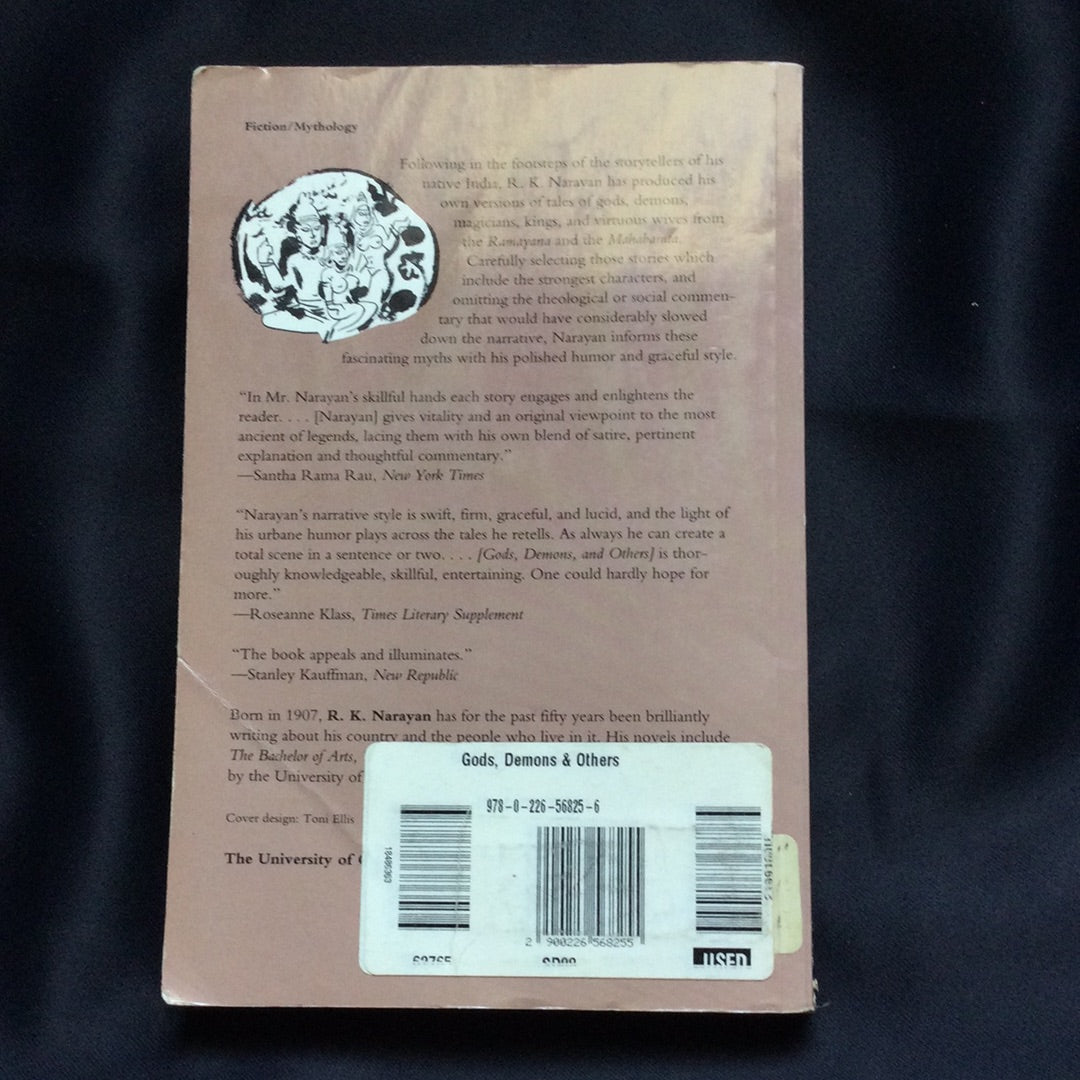 Fiction/Mythology
Following in the footsteps of the storytellers of his
native India, R. K. Narayan has produced his
own versions of tales of gods, demons,
magicians, kings, and virtuous wives from
the Ramayana and the
Carefully selecting those stories which
include the strongest characters, and
omitting the theological or social commen-
tary that would have considerably slowed
down the narrative, Narayan informs these
fascinating myths with his polished humor and graceful style.
“In Mr. Narayan’s skillful hands each story engages and enlightens the
reader. . . . [Narayan] gives vitality and an original viewpoint to the most
ancient of legends, lacing them with his own blend of satire, pertinent
explanation and thoughtful commentary.”
—Santha Rama Rau, New York Times
“Narayan’s narrative style is swift, firm, graceful, and lucid, and the light of
his urbane humor plays across the tales he retells. As always he can create a
total scene in a sentence or two. . . . [Gods, Demons, and Others] is thor-
oughly knowledgeable, skillful, entertaining. One could hardly hope for
more.”
—Roseanne Klass, Times Literary Supplement
“The book appeals and illuminates.”
—Stanley Kauffman, New Republic
Born in 1907, R. K. Narayan has for the past fifty years been brilliantly
writing about his country and the people who live in it. His novels include
The Bachelor of Arts,
by the University of
Cover design: Toni Ellis
The University of
Gods, Demons & Others
978-0-226-56825-6
18486363
2 900226 568255
USED